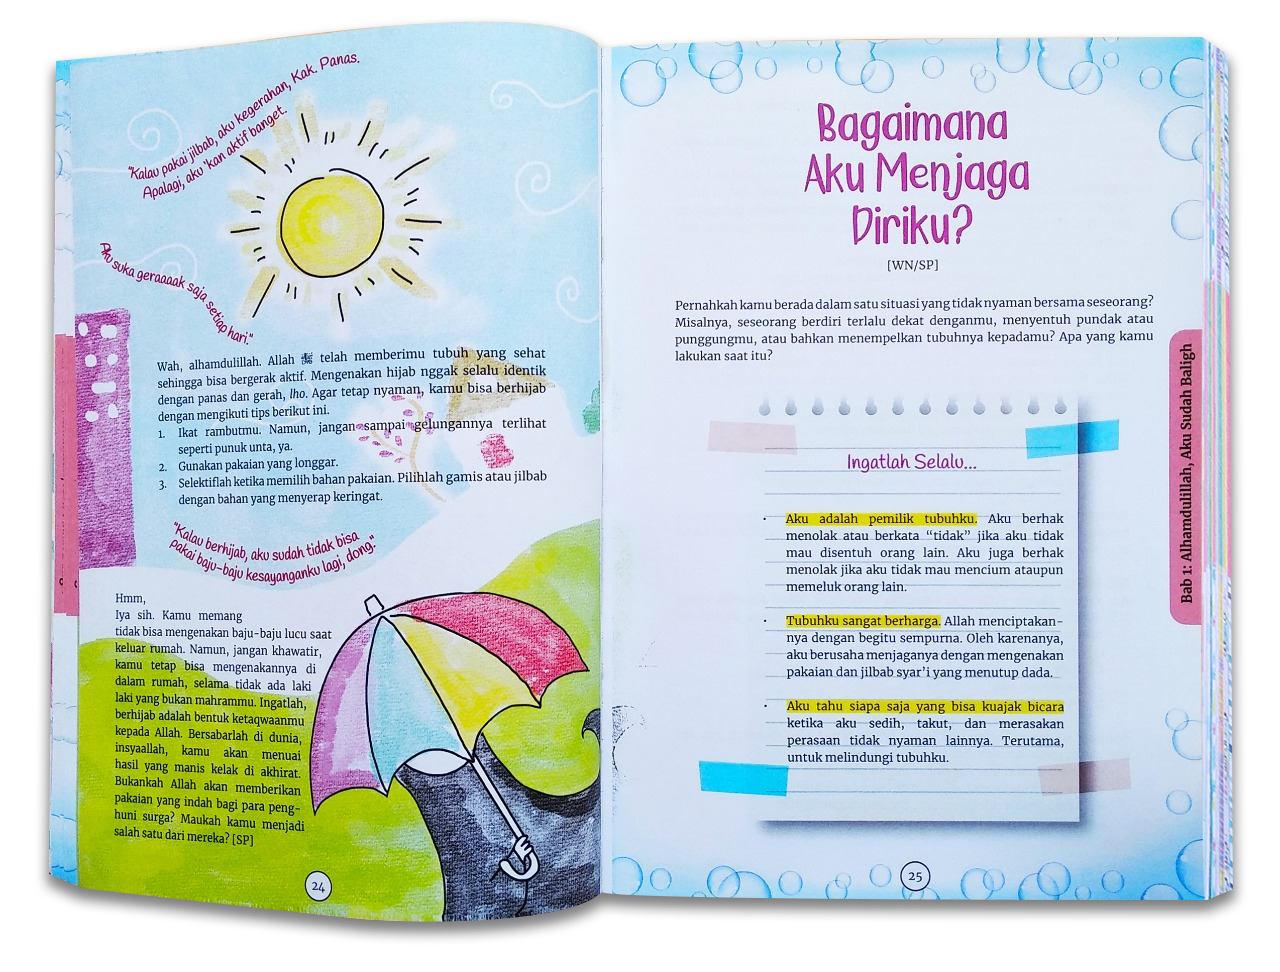 "Kalau pakai jilbab, aku kegerahan, Kak. Panas.
Apalagi, aku 'kan aktif banget.
Aku suka geraaaak saja setiap hari."
Wah, alhamdulillah. Allah ﷻ telah memberimu tubuh yang sehat
sehingga bisa bergerak aktif. Mengenakan hijab nggak selalu identik
dengan panas dan gerah, lho. Agar tetap nyaman, kamu bisa berhijab
dengan mengikuti tips berikut ini.
1. Ikat rambutmu. Namun, jangan sampai gelungannya terlihat
seperti punuk unta, ya.
2. Gunakan pakaian yang longgar.
3. Selektiflah ketika memilih bahan pakaian. Pilihlah gamis atau jilbab
dengan bahan yang menyerap keringat.
"Kalau berhijab, aku sudah tidak bisa
pakai baju-baju kesayanganku lagi, dong."
Hmm,
Iya sih. Kamu memang
tidak bisa mengenakan baju-baju lucu saat
keluar rumah. Namun, jangan khawatir,
kamu tetap bisa mengenakannya di
dalam rumah, selama tidak ada laki
laki yang bukan mahrammu. Ingatlah,
berhijab adalah bentuk ketaqwaanmu
kepada Allah. Bersabarlah di dunia,
insyaallah, kamu akan menuai
hasil yang manis kelak di akhirat.
Bukankah Allah akan memberikan
pakaian yang indah bagi para peng-
huni surga? Maukah kamu menjadi
salah satu dari mereka? [SP]
24
Bagaimana
Aku Menjaga
Diriku?
[WN/SP]
Pernahkah kamu berada dalam satu situasi yang tidak nyaman bersama seseorang?
Misalnya, seseorang berdiri terlalu dekat denganmu, menyentuh pundak atau
punggungmu, atau bahkan menempelkan tubuhnya kepadamu? Apa yang kamu
lakukan saat itu?
Ingatlah Selalu...
• Aku adalah pemilik tubuhku. Aku berhak
menolak atau berkata “tidak” jika aku tidak
mau disentuh orang lain. Aku juga berhak
menolak jika aku tidak mau mencium ataupun
memeluk orang lain.
• Tubuhku sangat berharga. Allah menciptakan-
nya dengan begitu sempurna. Oleh karenanya,
aku berusaha menjaganya dengan mengenakan
pakaian dan jilbab syar’i yang menutup dada.
• Aku tahu siapa saja yang bisa kuajak bicara
ketika aku sedih, takut, dan merasakan
perasaan tidak nyaman lainnya. Terutama,
untuk melindungi tubuhku.
25
Bab 1: Alhamdulillah, Aku Sudah Baligh